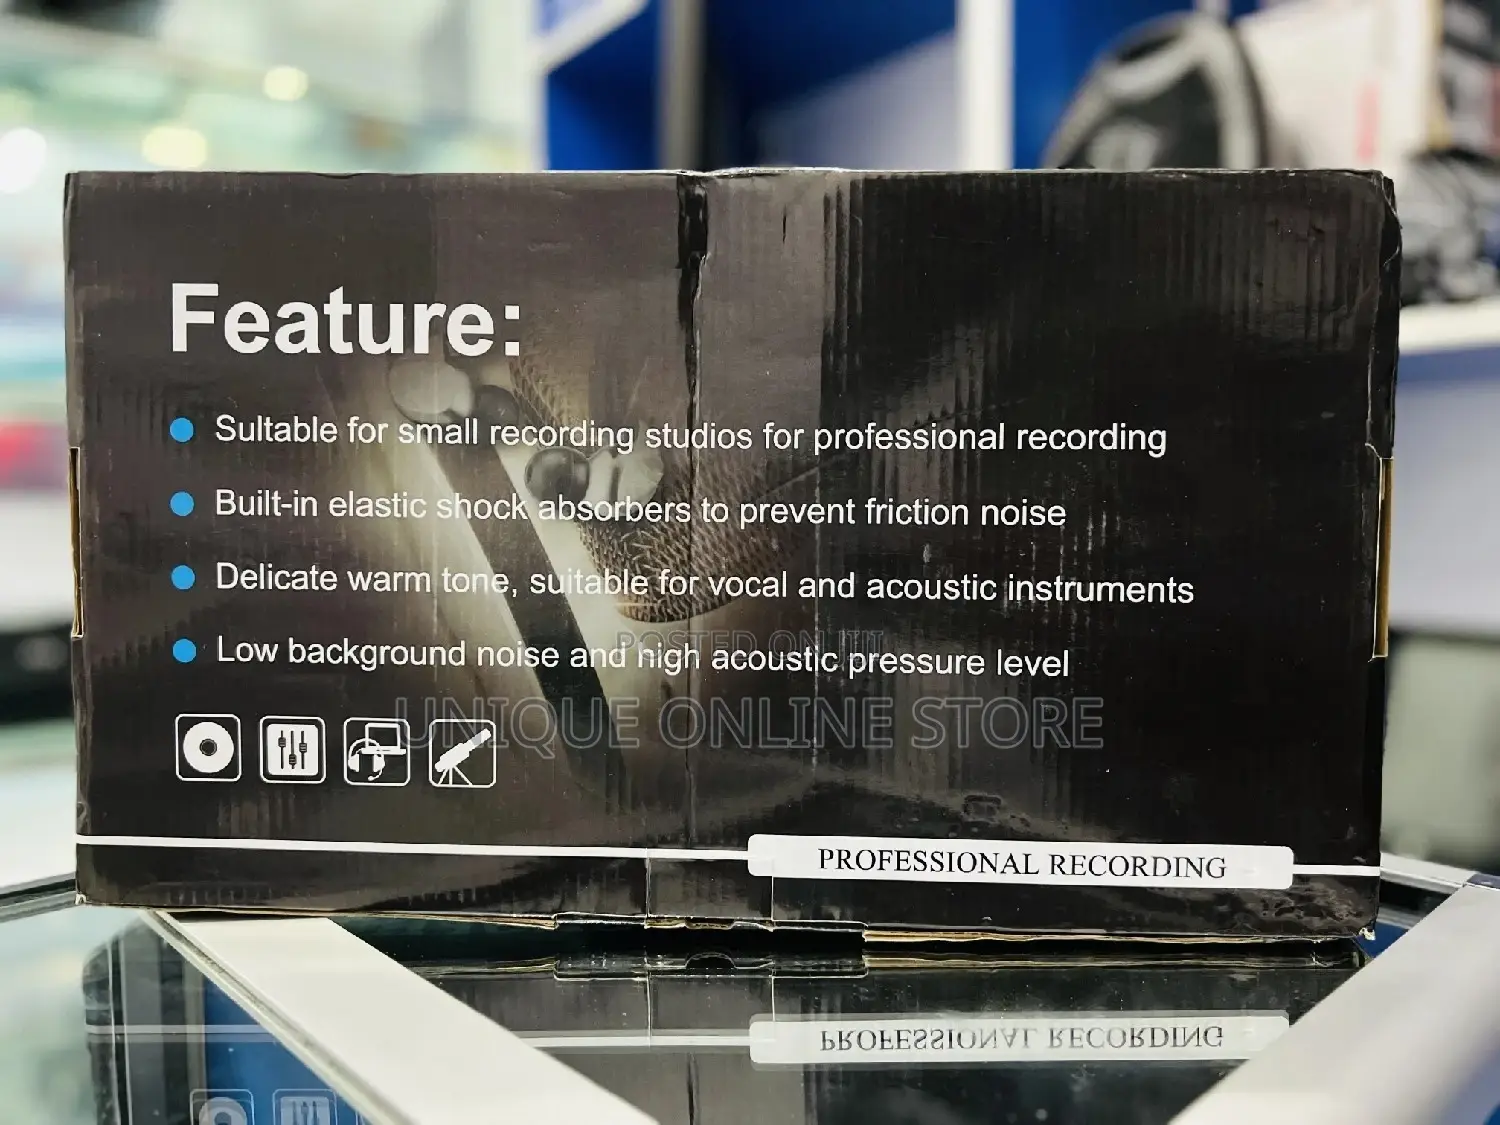 Feature:
Sultable for small recording studios for professional recording
Built-in elastic shock absorbers to prevent friction noise
Delicate warm tone, suitable for vocal and acoustic instruments
Low background noise and high acoustic pressure level
POSTED ON JIJI
UNIQUE ONLINE STORE
PROFESSIONAL RECORDING
PROFESSIONAL RECORDING